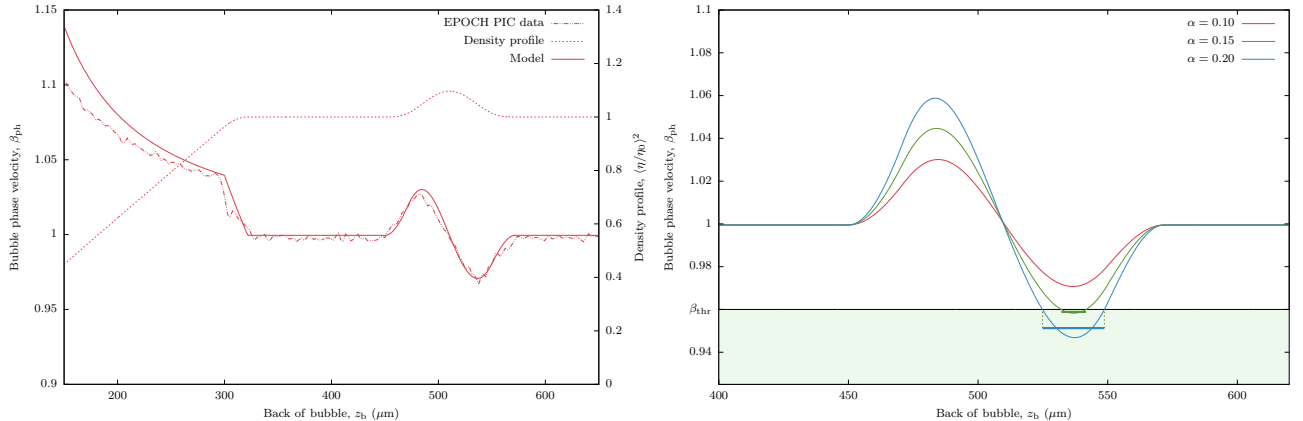 1.15
1.1
1.05
1
0.95
0.9
Bubble phase velocity, βph
200
300
400
500
600
Back of bubble, zb (μm)
1.4
1.2
1
0.8
0.6
0.4
0.2
0
Density profile, ⟨η/η0⟩²
EPOCH PIC data
Density profile
Model
1.1
1.08
1.06
1.04
1.02
1
0.98
βthr
0.94
Bubble phase velocity, βph
400
450
500
550
600
Back of bubble, zb (μm)
α = 0.10
α = 0.15
α = 0.20